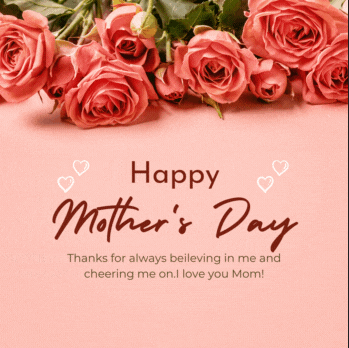 Happy
Mother's Day
Thanks for always beileving in me and
cheering me on.I love you Mom!